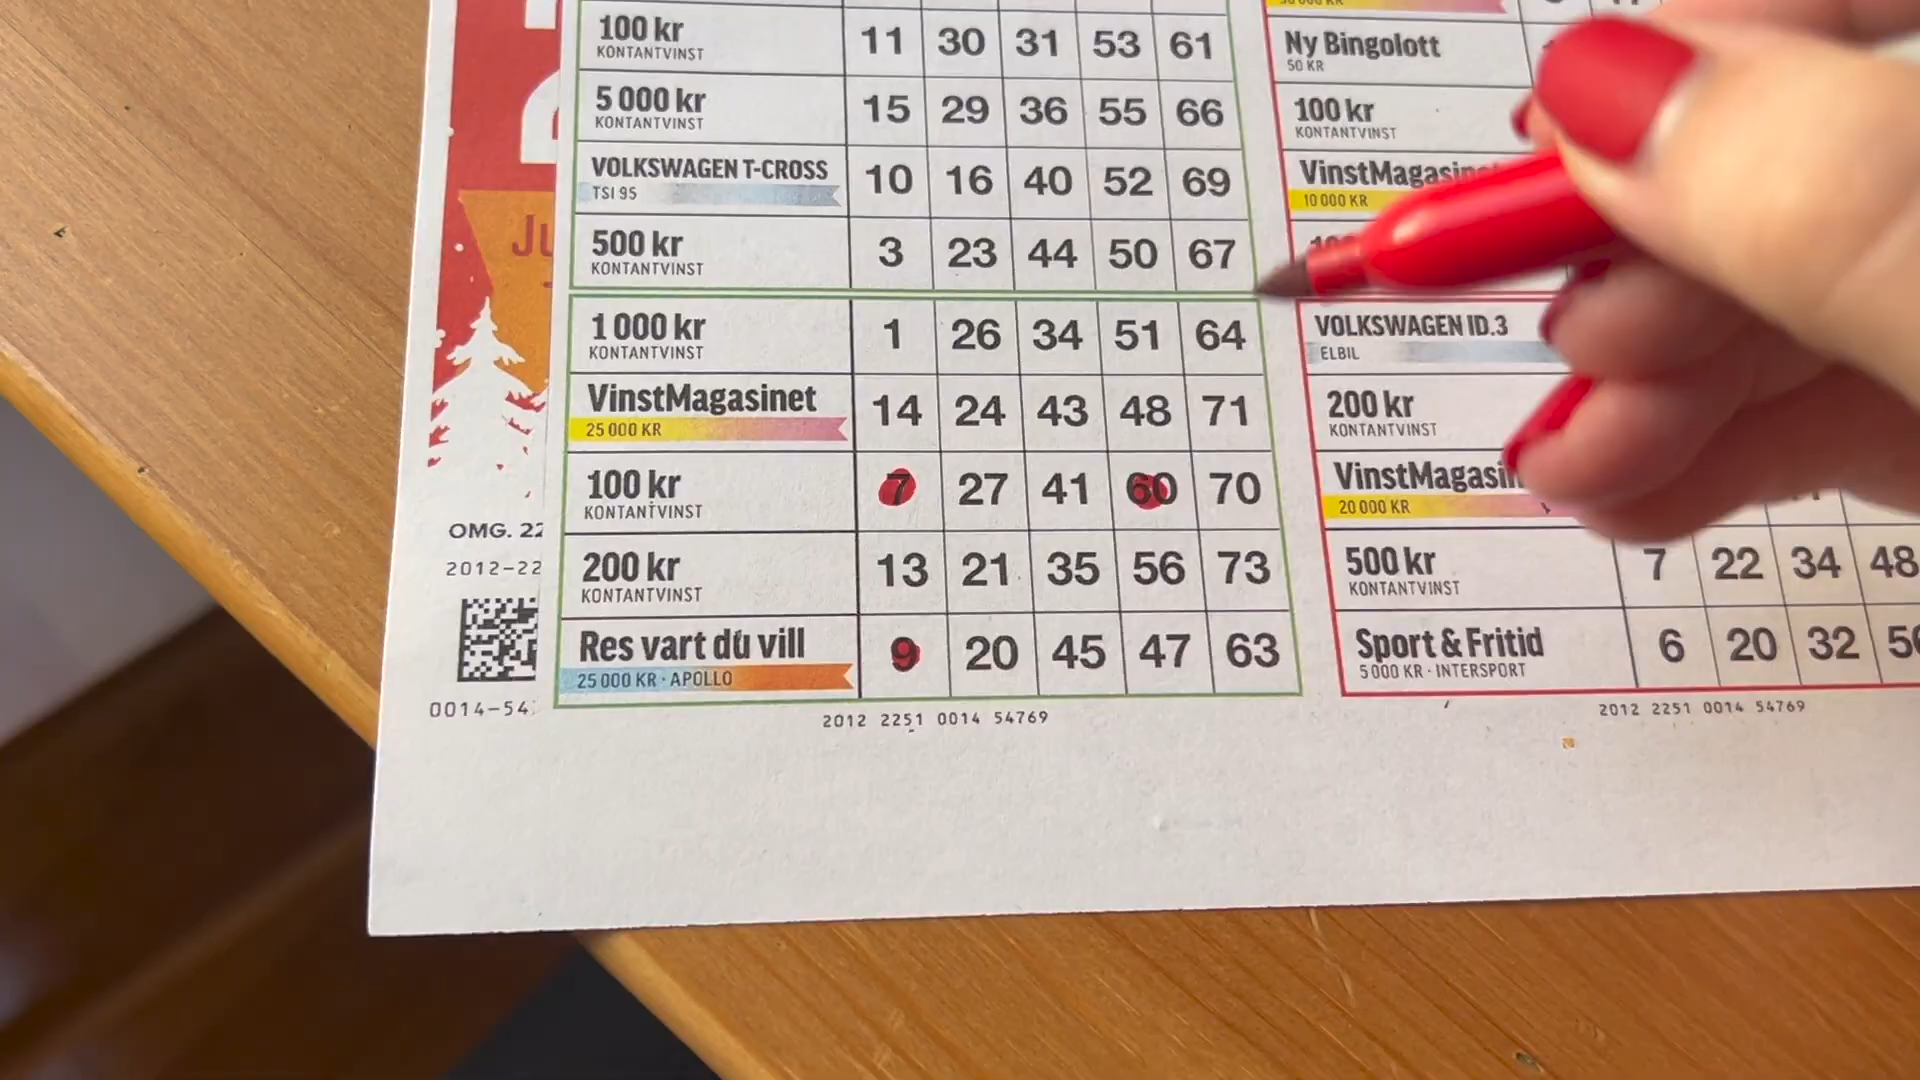 100 kr 11 30 31 53 61
KONTANTVINST
5 000 kr 15 29 36 55 66
KONTANTVINST
VOLKSWAGEN T-CROSS 10 16 40 52 69
TSI 95
500 kr 3 23 44 50 67
KONTANTVINST
1 000 kr 1 26 34 51 64
KONTANTVINST
VinstMagasinet 14 24 43 48 71
25 000 KR
100 kr 7 27 41 60 70
KONTANTVINST
200 kr 13 21 35 56 73
KONTANTVINST
Res vart du vill 9 20 45 47 63
25 000 KR · APOLLO
2012 2251 0014 54769
OMG. 22
2012-22
0014-54
Ny Bingolott
50 KR
100 kr
KONTANTVINST
10 000 KR
VOLKSWAGEN ID.3
ELBIL
200 kr
KONTANTVINST
20 000 KR
500 kr 7 22 34 48
KONTANTVINST
Sport & Fritid 6 20 32
5 000 KR · INTERSPORT
2012 2251 0014 54769